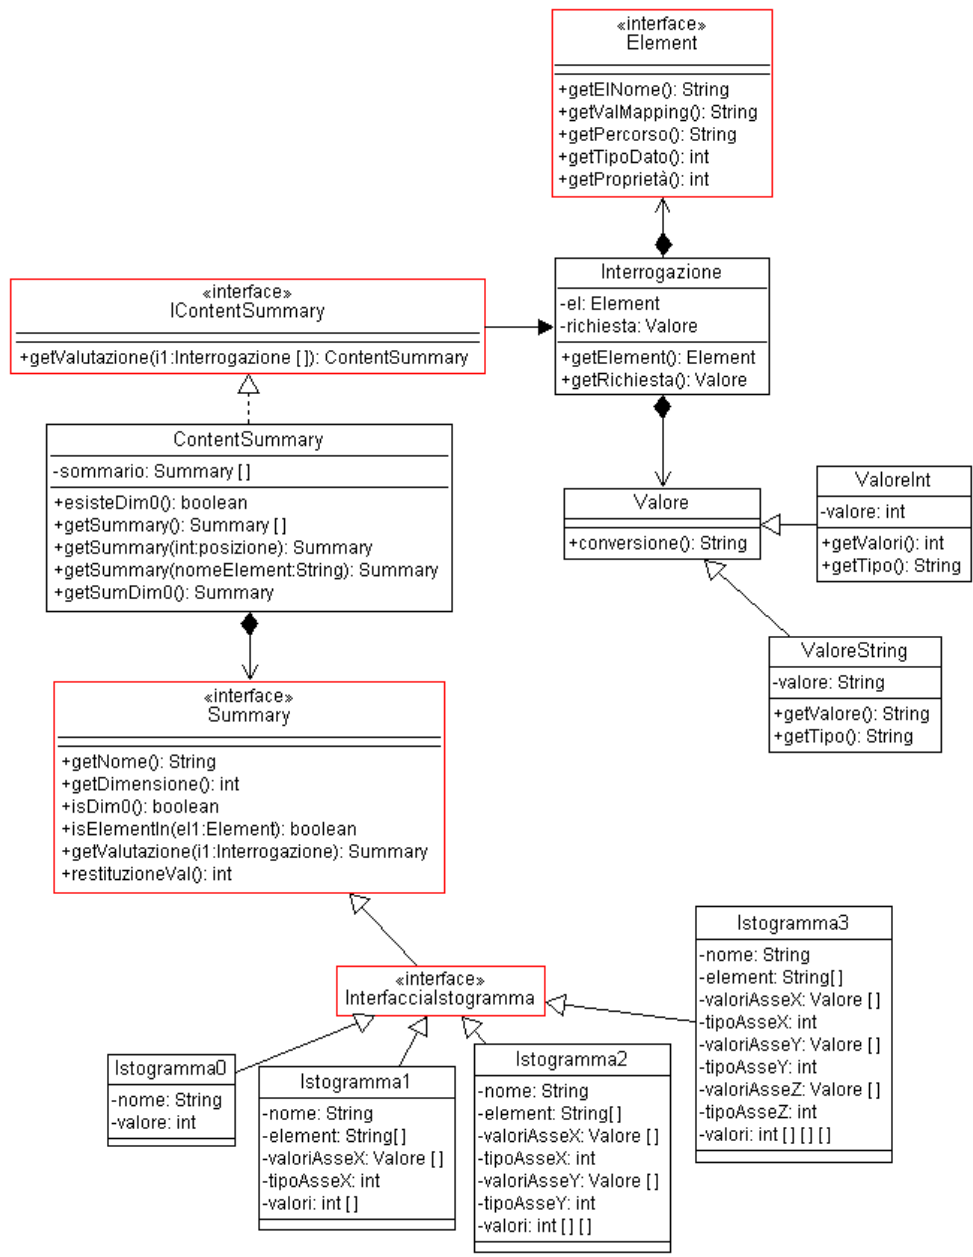 «interface»
Element
+getElNome(): String
+getValMapping(): String
+getPercorso(): String
+getTipoDato(): int
+getProprietà(): int
Interrogazione
-el: Element
-richiesta: Valore
+getElement(): Element
+getRichiesta(): Valore
«interface»
IContentSummary
+getValutazione(i1:Interrogazione [ ]): ContentSummary
ContentSummary
-sommario: Summary [ ]
+esisteDim0(): boolean
+getSummary(): Summary [ ]
+getSummary(int:posizione): Summary
+getSummary(nomeElement:String): Summary
+getSumDim0(): Summary
Valore
+conversione(): String
ValoreInt
-valore: int
+getValori(): int
+getTipo(): String
ValoreString
-valore: String
+getValore(): String
+getTipo(): String
«interface»
Summary
+getNome(): String
+getDimensione(): int
+isDim0(): boolean
+isElementIn(el1:Element): boolean
+getValutazione(i1:Interrogazione): Summary
+restituzioneVal(): int
«interface»
InterfacciaIstogramma
Istogramma0
-nome: String
-valore: int
Istogramma1
-nome: String
-element: String[ ]
-valoriAsseX: Valore [ ]
-tipoAsseX: int
-valori: int [ ]
Istogramma2
-nome: String
-element: String[ ]
-valoriAsseX: Valore [ ]
-tipoAsseX: int
-valoriAsseY: Valore [ ]
-tipoAsseY: int
-valori: int [ ] [ ]
Istogramma3
-nome: String
-element: String[ ]
-valoriAsseX: Valore [ ]
-tipoAsseX: int
-valoriAsseY: Valore [ ]
-tipoAsseY: int
-valoriAsseZ: Valore [ ]
-tipoAsseZ: int
-valori: int [ ] [ ] [ ]